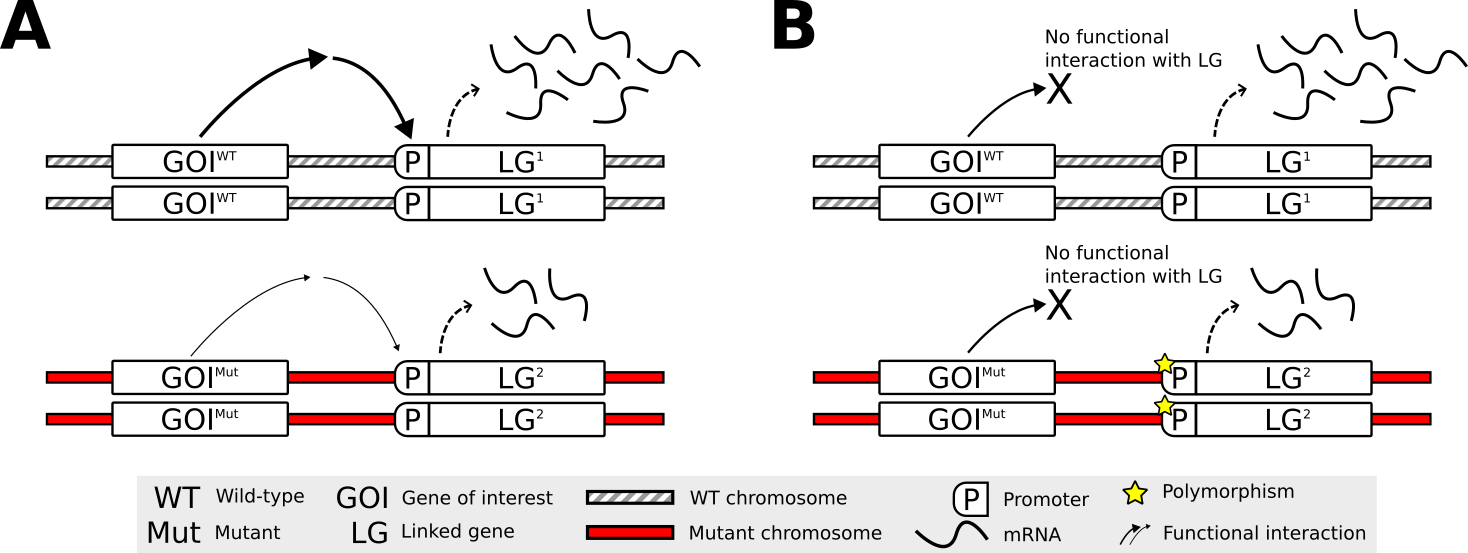 A
B
No functional
interaction with LG
X
GOI^WT P LG^1
GOI^WT P LG^1
GOI^WT P LG^1
GOI^WT P LG^1
No functional
interaction with LG
X
GOI^Mut P LG^2
GOI^Mut P LG^2
GOI^Mut P LG^2
GOI^Mut P LG^2
WT Wild-type GOI Gene of interest WT chromosome P Promoter Polymorphism
Mut Mutant LG Linked gene Mutant chromosome mRNA Functional interaction